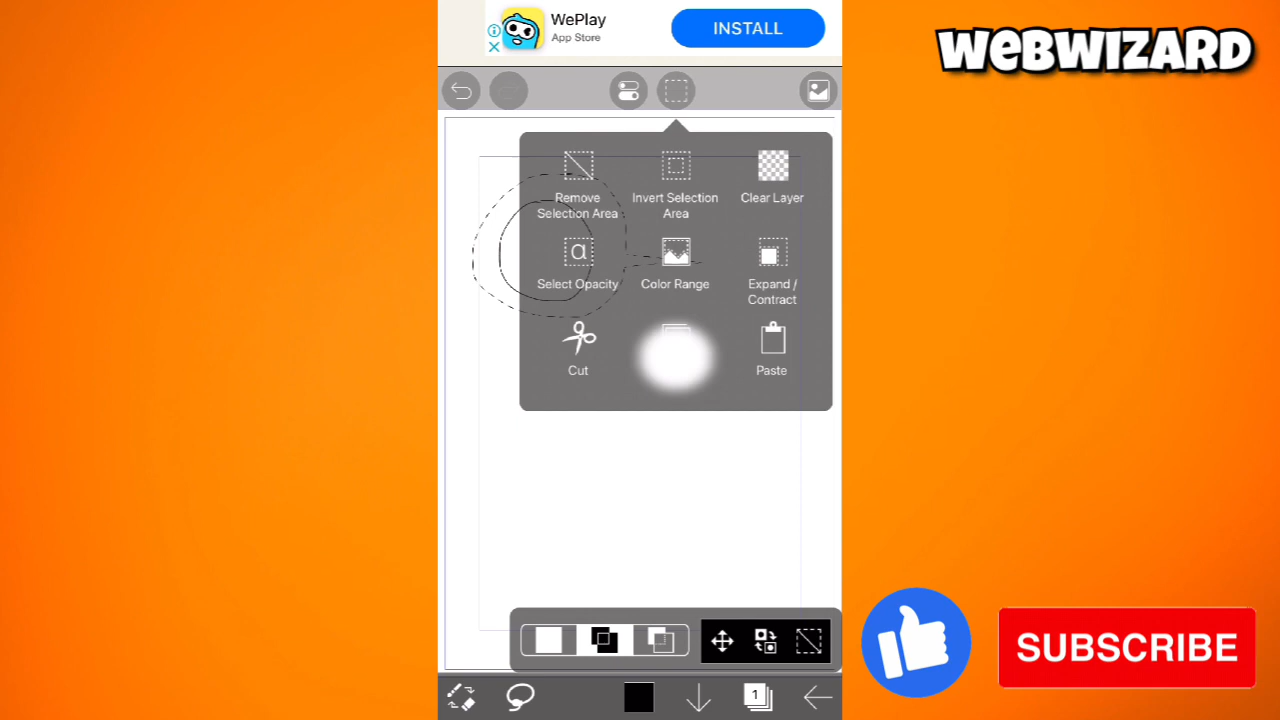 WePlay
App Store
INSTALL
WEBWIZARD
Remove
Selection Area
Invert Selection
Area
Clear Layer
α
Select Opacity
Color Range
Expand /
Contract
Cut
Paste
1
SUBSCRIBE